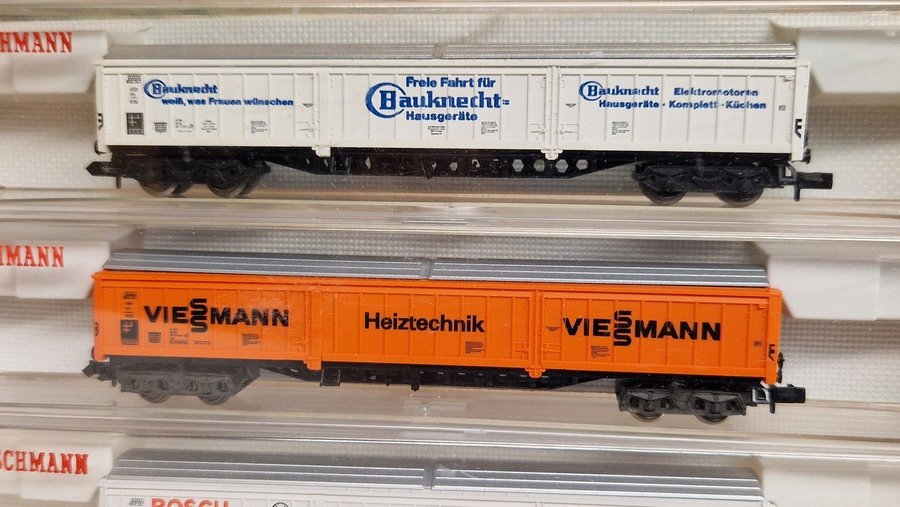 HMANN
Bauknecht
weiß, was Frauen wünschen
Freie Fahrt für
Bauknecht
Hausgeräte
Bauknecht Elektromotoren
Hausgeräte · Komplett · Küchen
HMANN
VIESSMANN
Heiztechnik
VIESSMANN
SCHMANN
BOSCH